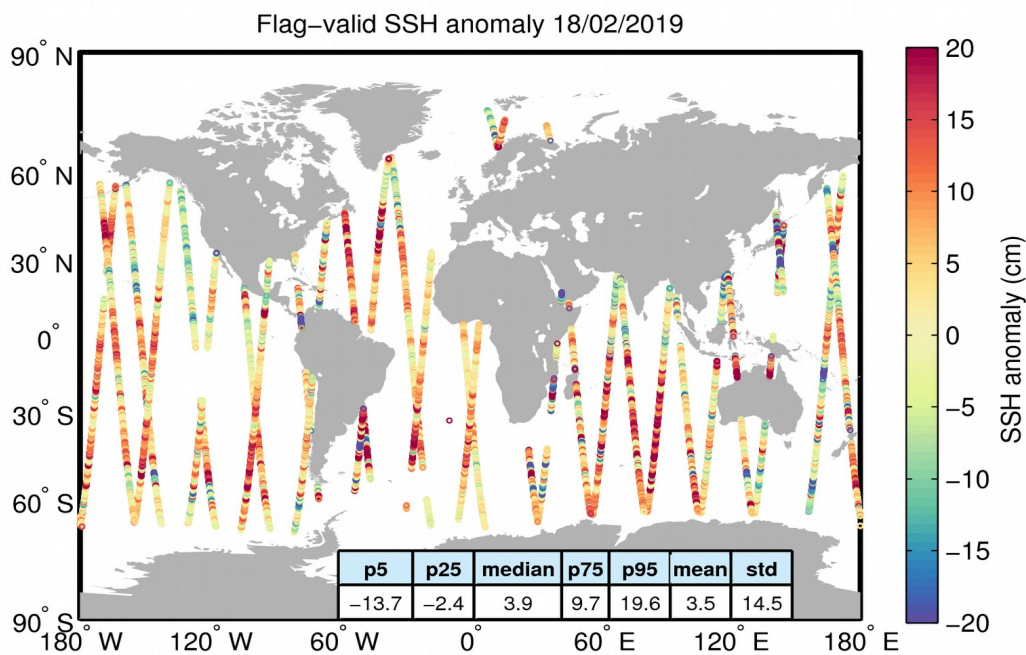 Flag−valid SSH anomaly 18/02/2019
90° N
60° N
30° N
0°
30° S
60° S
90° S
180° W 120° W 60° W 0° 60° E 120° E 180° E
p5 p25 median p75 p95 mean std
−13.7 −2.4 3.9 9.7 19.6 3.5 14.5
20
15
10
5
0
−5
−10
−15
−20
SSH anomaly (cm)